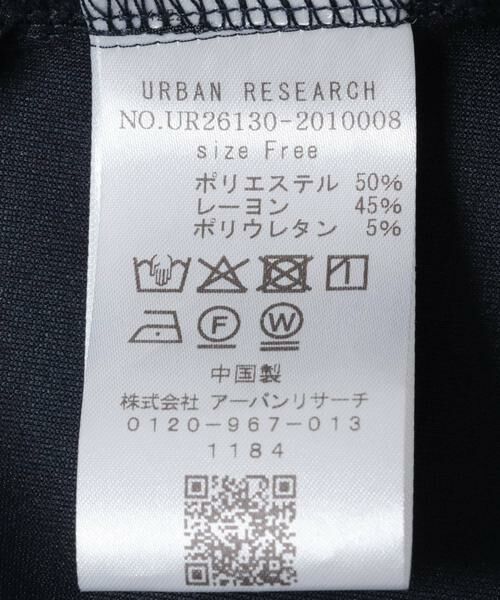 URBAN RESEARCH
NO.UR26130-2010008
size Free
ポリエステル 50%
レーヨン 45%
ポリウレタン 5%
F W
中国製
株式会社 アーバンリサーチ
0120-967-013
1184